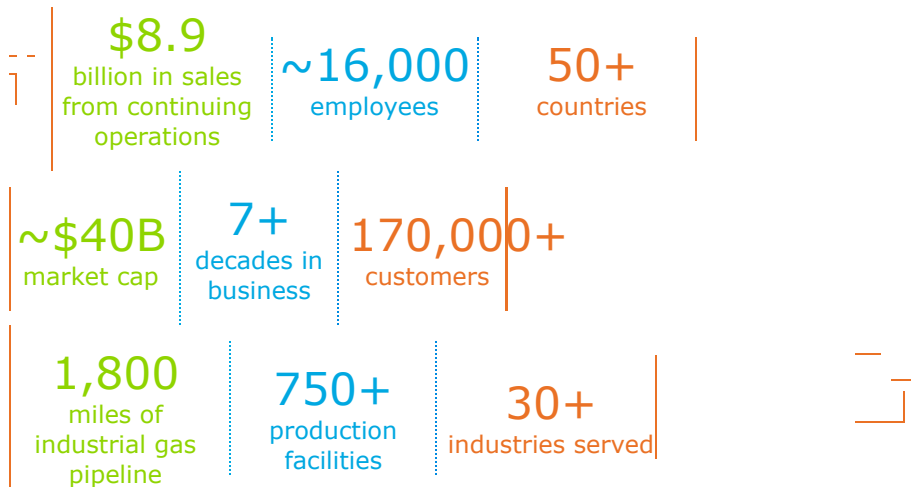 $8.9
billion in sales
from continuing
operations
~16,000
employees
50+
countries
~$40B
market cap
7+
decades in
business
170,000+
customers
1,800
miles of
industrial gas
pipeline
750+
production
facilities
30+
industries served